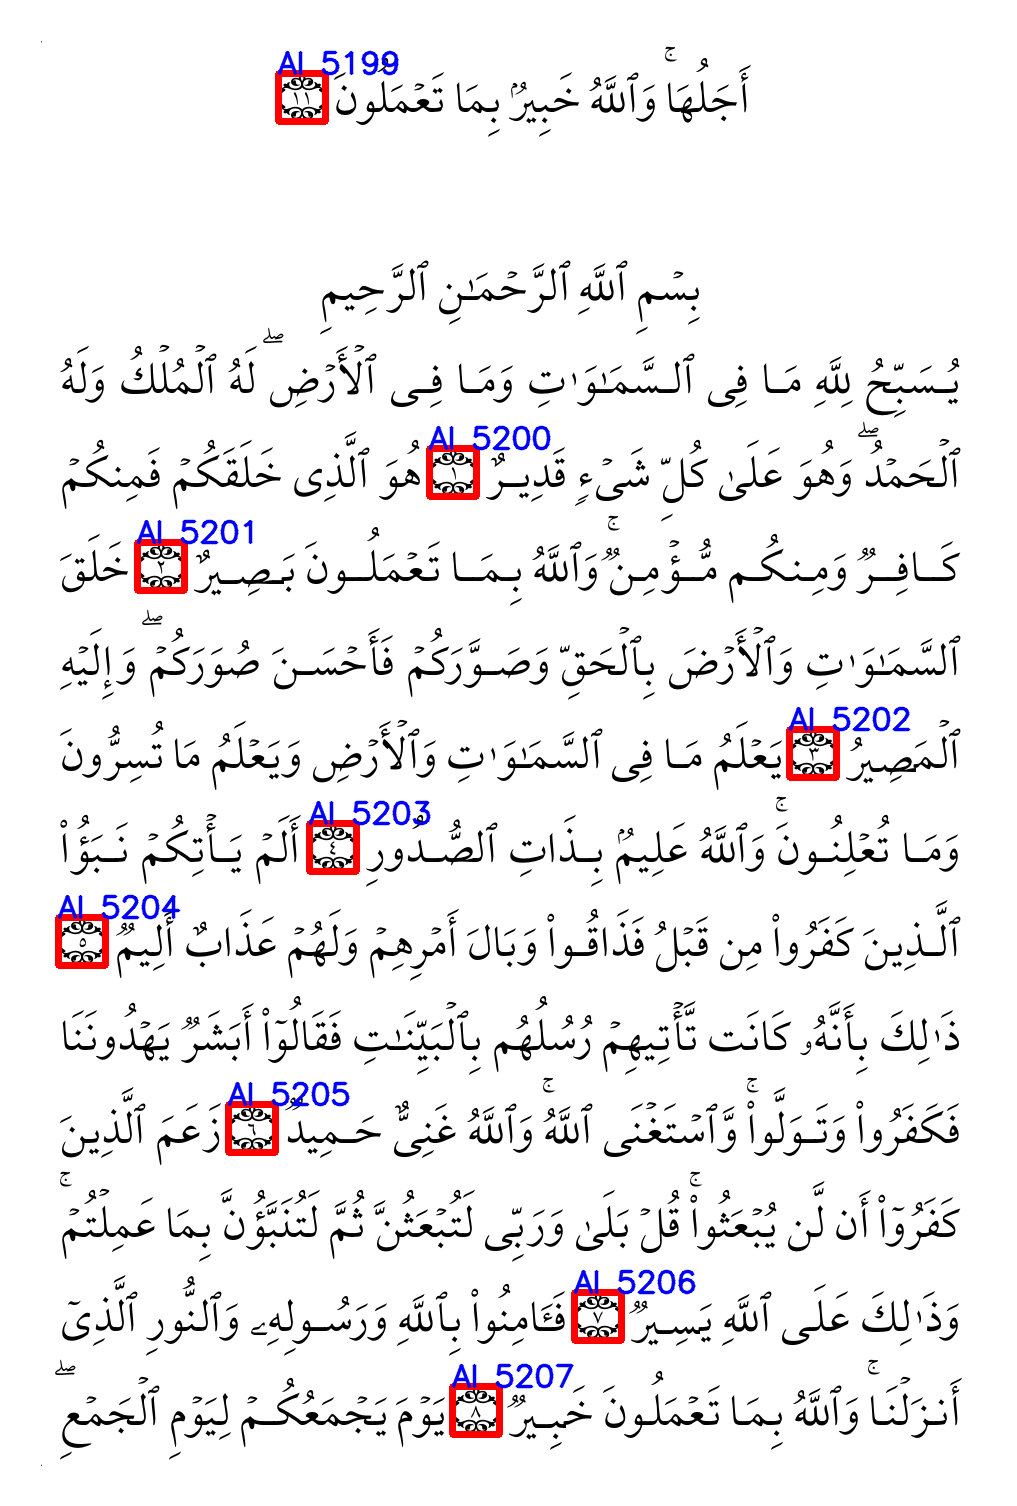 AI_5199
أَجَلُهَاۚ وَٱللَّهُ خَبِيرُۢ بِمَا تَعۡمَلُونَ ١١
بِسۡمِ ٱللَّهِ ٱلرَّحۡمَـٰنِ ٱلرَّحِيمِ
يُسَبِّحُ لِلَّهِ مَا فِى ٱلسَّمَـٰوَٰتِ وَمَا فِى ٱلۡأَرۡضِۖ لَهُ ٱلۡمُلۡكُ وَلَهُ
AI_5200
ٱلۡحَمۡدُۖ وَهُوَ عَلَىٰ كُلِّ شَىۡءٍ قَدِيرٌ ١ هُوَ ٱلَّذِى خَلَقَكُمۡ فَمِنكُمۡ
AI_5201
كَافِرٌ وَمِنكُم مُّؤۡمِنٌۚ وَٱللَّهُ بِمَا تَعۡمَلُونَ بَصِيرٌ ٢ خَلَقَ
ٱلسَّمَـٰوَٰتِ وَٱلۡأَرۡضَ بِٱلۡحَقِّ وَصَوَّرَكُمۡ فَأَحۡسَنَ صُوَرَكُمۡۖ وَإِلَيۡهِ
AI_5202
ٱلۡمَصِيرُ ٣ يَعۡلَمُ مَا فِى ٱلسَّمَـٰوَٰتِ وَٱلۡأَرۡضِ وَيَعۡلَمُ مَا تُسِرُّونَ
AI_5203
وَمَا تُعۡلِنُونَۚ وَٱللَّهُ عَلِيمُۢ بِذَاتِ ٱلصُّدُورِ ٤ أَلَمۡ يَأۡتِكُمۡ نَبَؤُا۟
AI_5204
ٱلَّذِينَ كَفَرُوا۟ مِن قَبۡلُ فَذَاقُوا۟ وَبَالَ أَمۡرِهِمۡ وَلَهُمۡ عَذَابٌ أَلِيمٌ ٥
ذَٰلِكَ بِأَنَّهُۥ كَانَت تَّأۡتِيهِمۡ رُسُلُهُم بِٱلۡبَيِّنَـٰتِ فَقَالُوٓا۟ أَبَشَرٌ يَهۡدُونَنَا
AI_5205
فَكَفَرُوا۟ وَتَوَلَّوا۟ۚ وَّٱسۡتَغۡنَى ٱللَّهُۚ وَٱللَّهُ غَنِىٌّ حَمِيدٌ ٦ زَعَمَ ٱلَّذِينَ
كَفَرُوٓا۟ أَن لَّن يُبۡعَثُوا۟ۚ قُلۡ بَلَىٰ وَرَبِّى لَتُبۡعَثُنَّ ثُمَّ لَتُنَبَّؤُنَّ بِمَا عَمِلۡتُمۡۚ
AI_5206
وَذَٰلِكَ عَلَى ٱللَّهِ يَسِيرٌ ٧ فَـَٔامِنُوا۟ بِٱللَّهِ وَرَسُولِهِۦ وَٱلنُّورِ ٱلَّذِىٓ
AI_5207
أَنزَلۡنَاۚ وَٱللَّهُ بِمَا تَعۡمَلُونَ خَبِيرٌ ٨ يَوۡمَ يَجۡمَعُكُمۡ لِيَوۡمِ ٱلۡجَمۡعِۖ